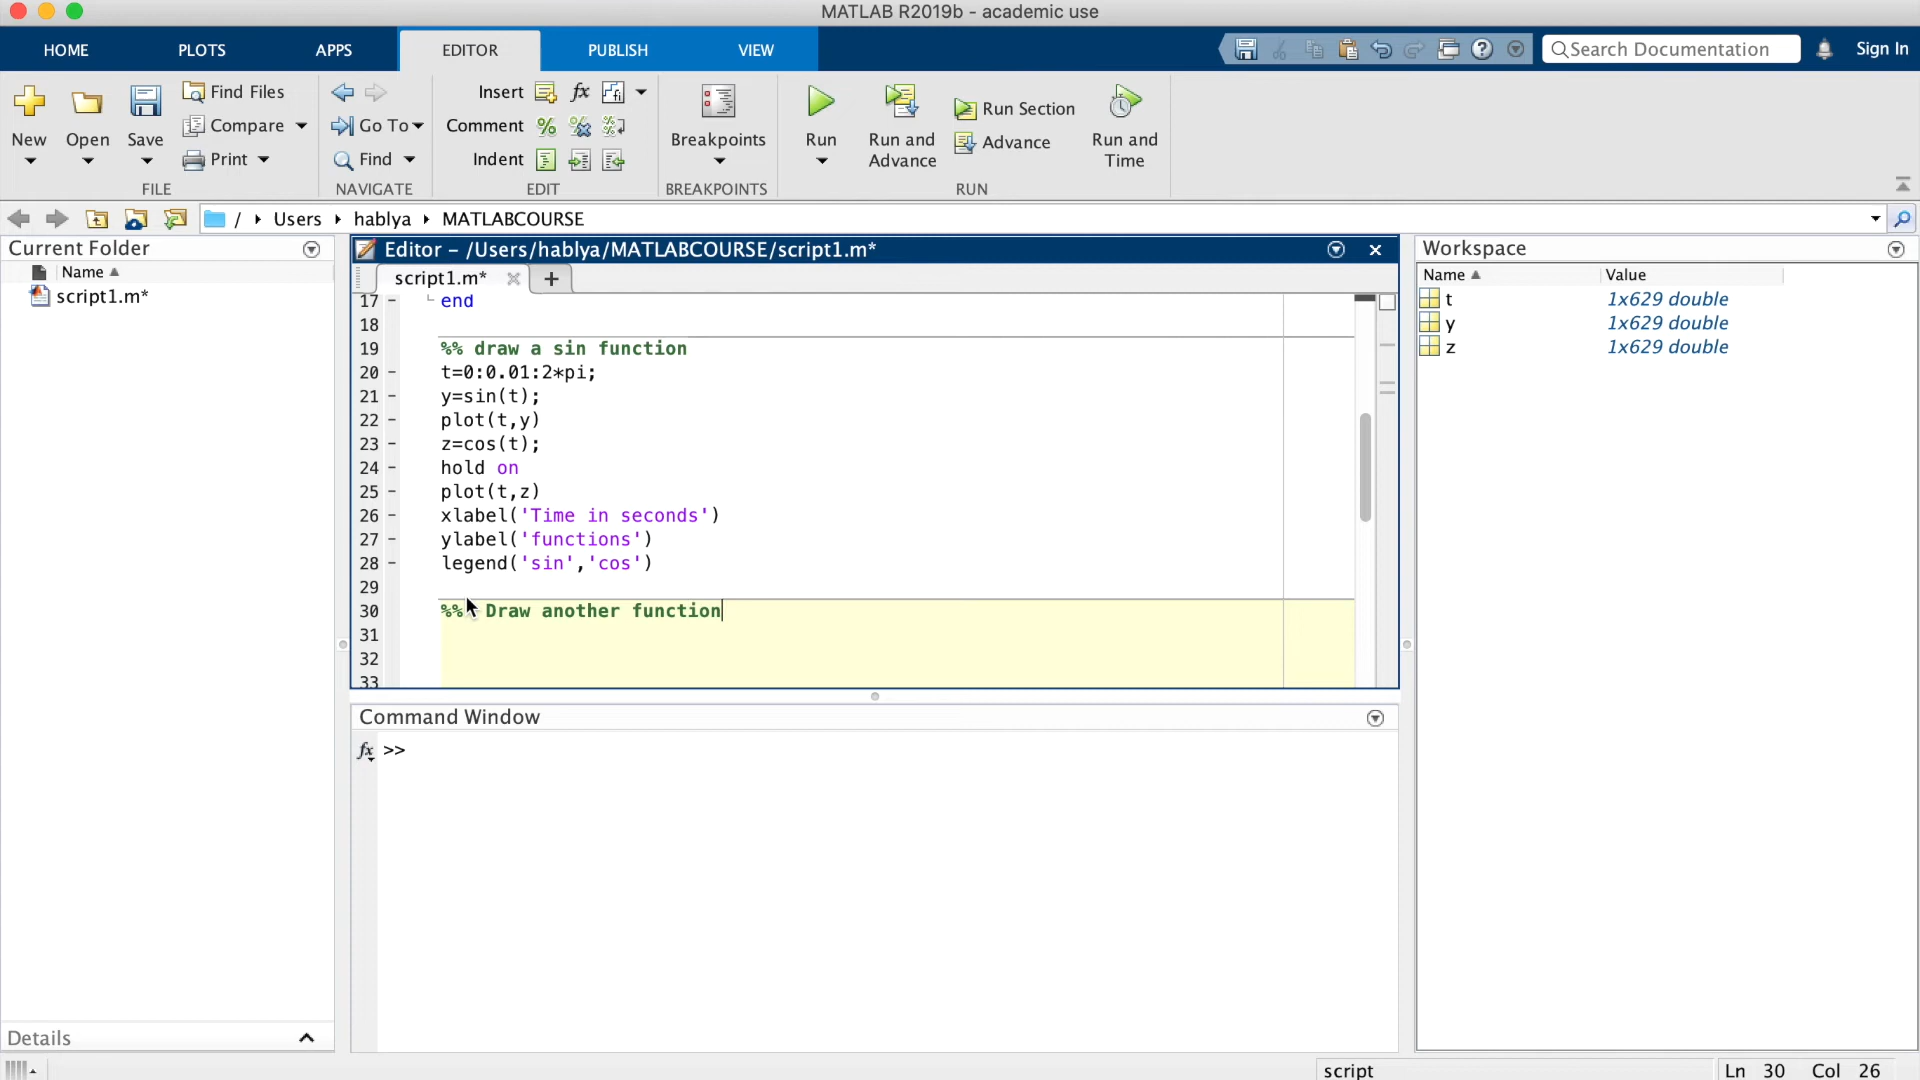 MATLAB R2019b - academic use
HOME PLOTS APPS EDITOR PUBLISH VIEW Search Documentation Sign In
Find Files Insert fx
New Open Save Compare Go To Comment Breakpoints Run Run and Advance Run Section Advance Run and Time
Print Find Indent
FILE NAVIGATE EDIT BREAKPOINTS RUN
/ Users hablya MATLABCOURSE
Current Folder
Name
script1.m*
Details
Editor – /Users/hablya/MATLABCOURSE/script1.m*
script1.m* +
17 – end
18
19 %% draw a sin function
20 – t=0:0.01:2*pi;
21 – y=sin(t);
22 – plot(t,y)
23 – z=cos(t);
24 – hold on
25 – plot(t,z)
26 – xlabel('Time in seconds')
27 – ylabel('functions')
28 – legend('sin','cos')
29
30 %% Draw another function
31
32
33
Command Window
fx >>
Workspace
Name Value
t 1x629 double
y 1x629 double
z 1x629 double
script Ln 30 Col 26